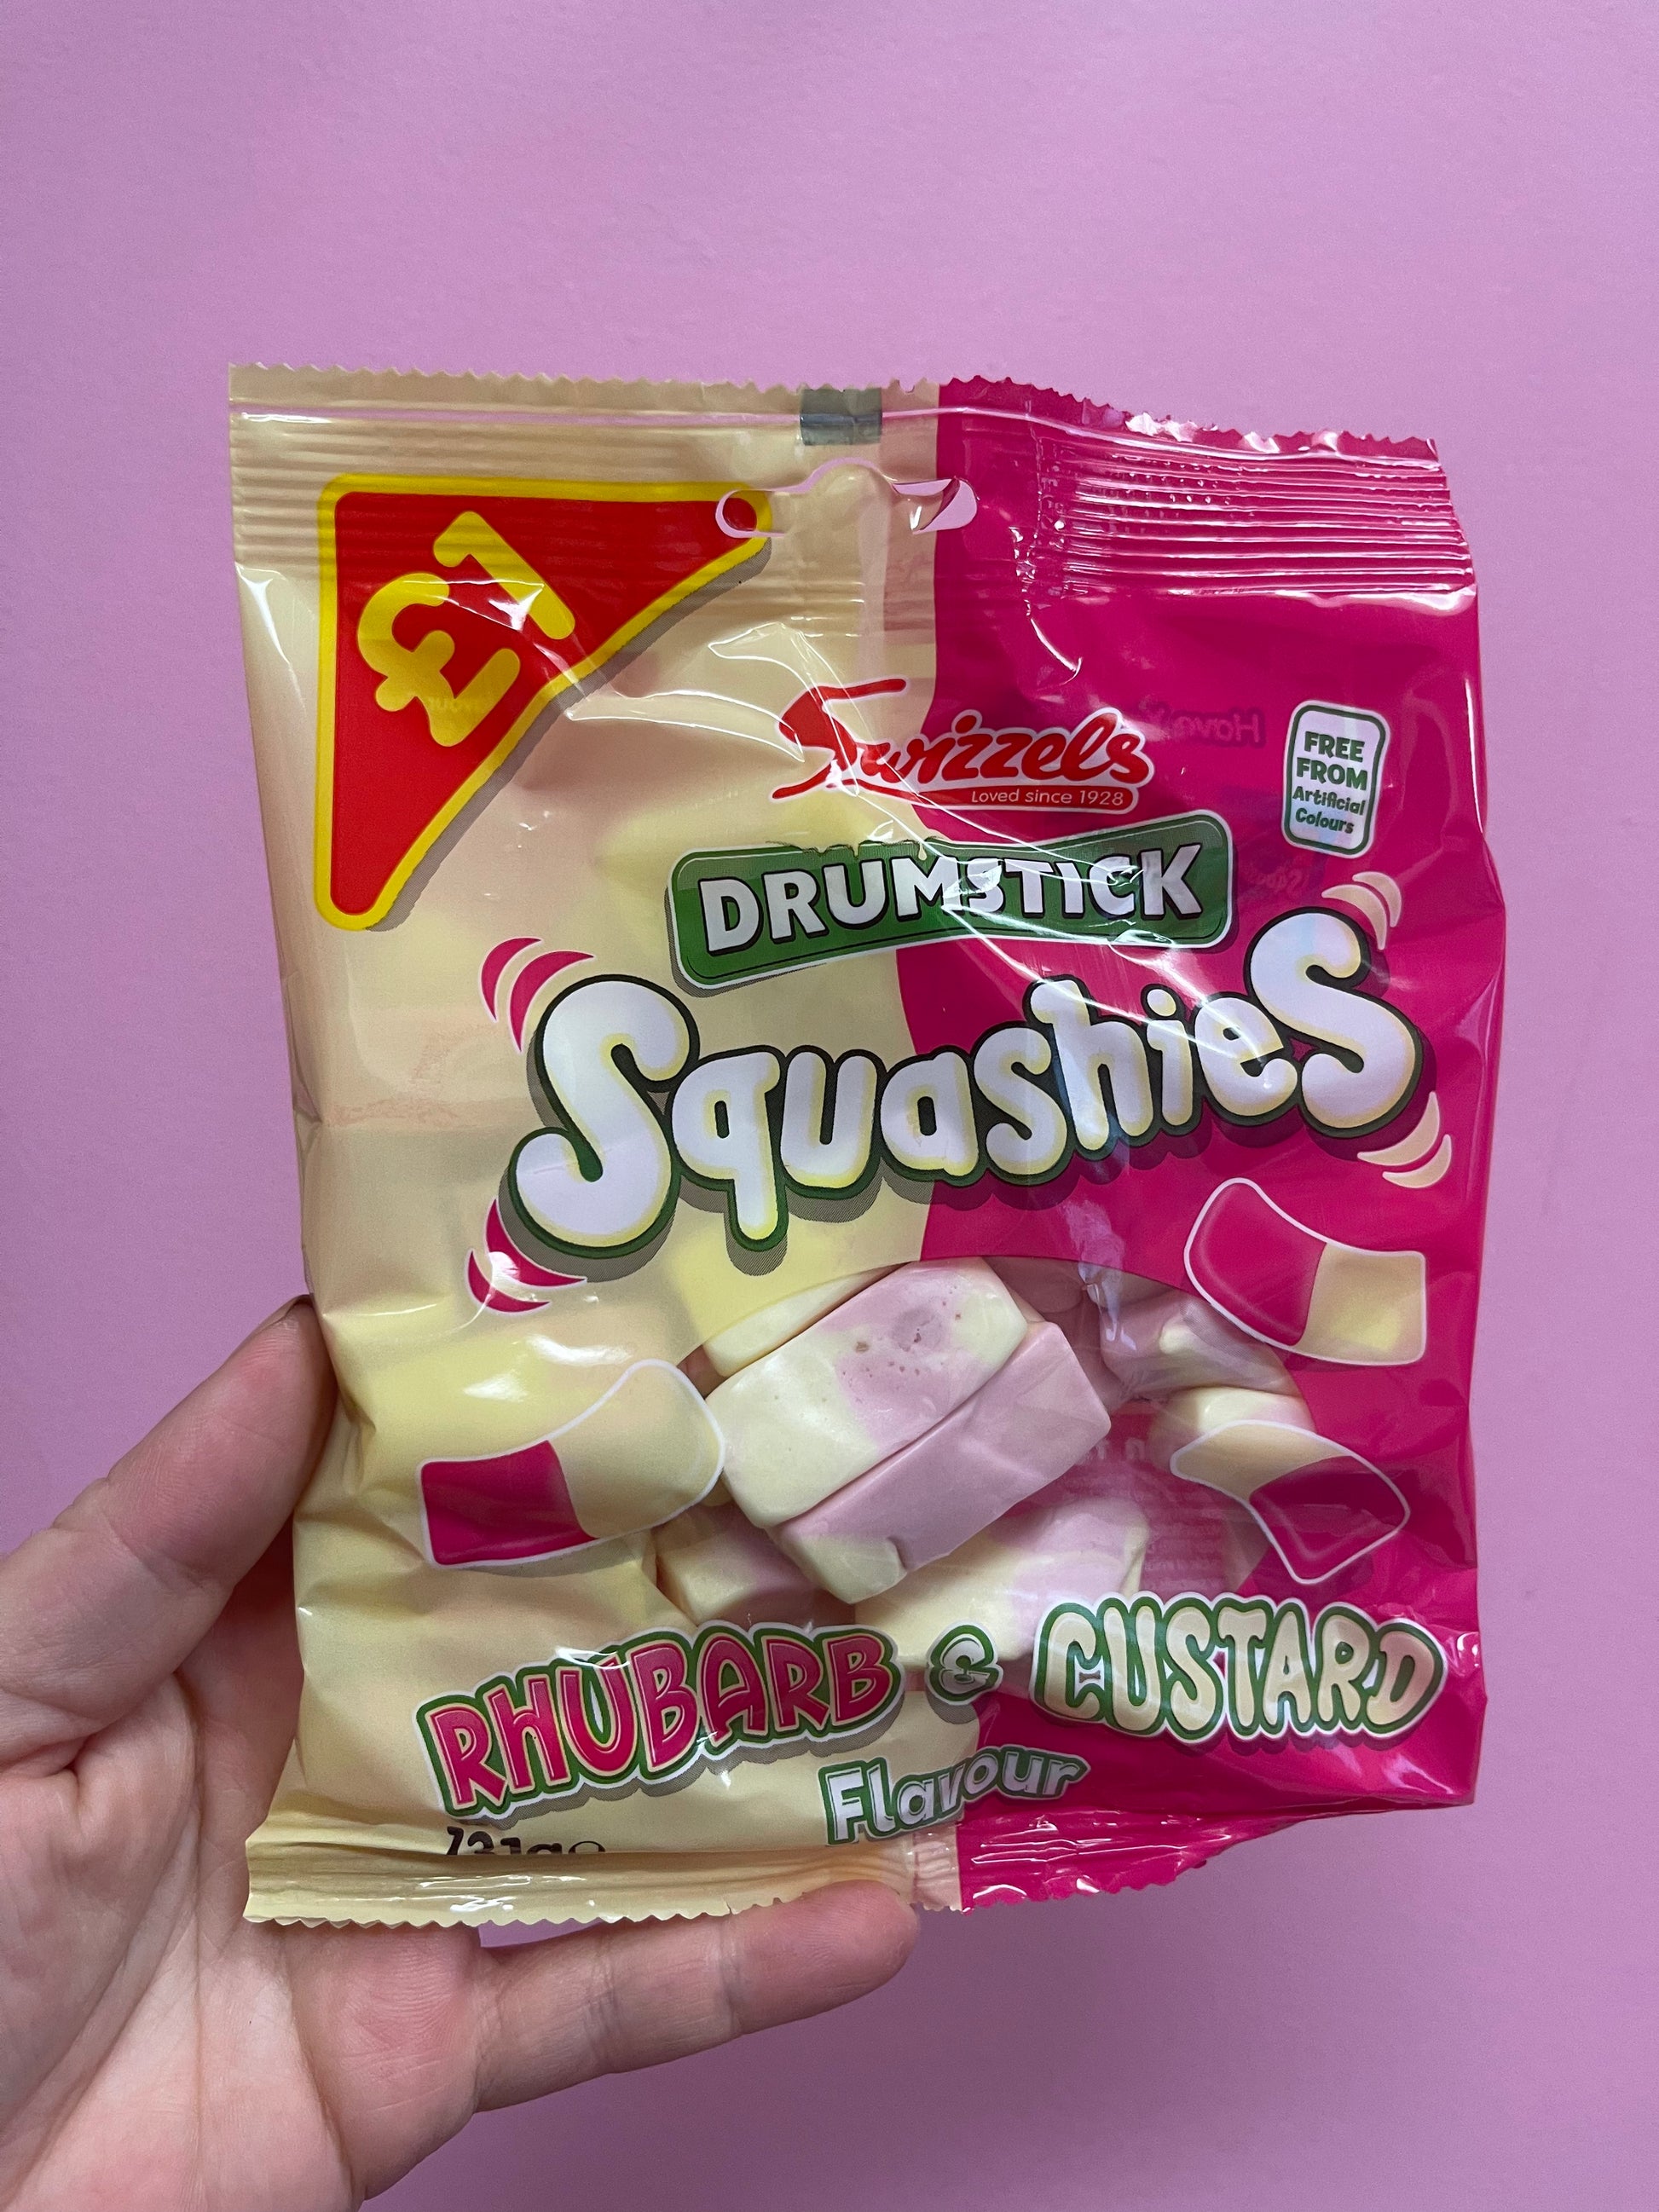 £1
Swizzels
Loved since 1928
FREE
FROM
Artificial
Colours
DRUMSTICK
Squashies
RHUBARB & CUSTARD
Flavour